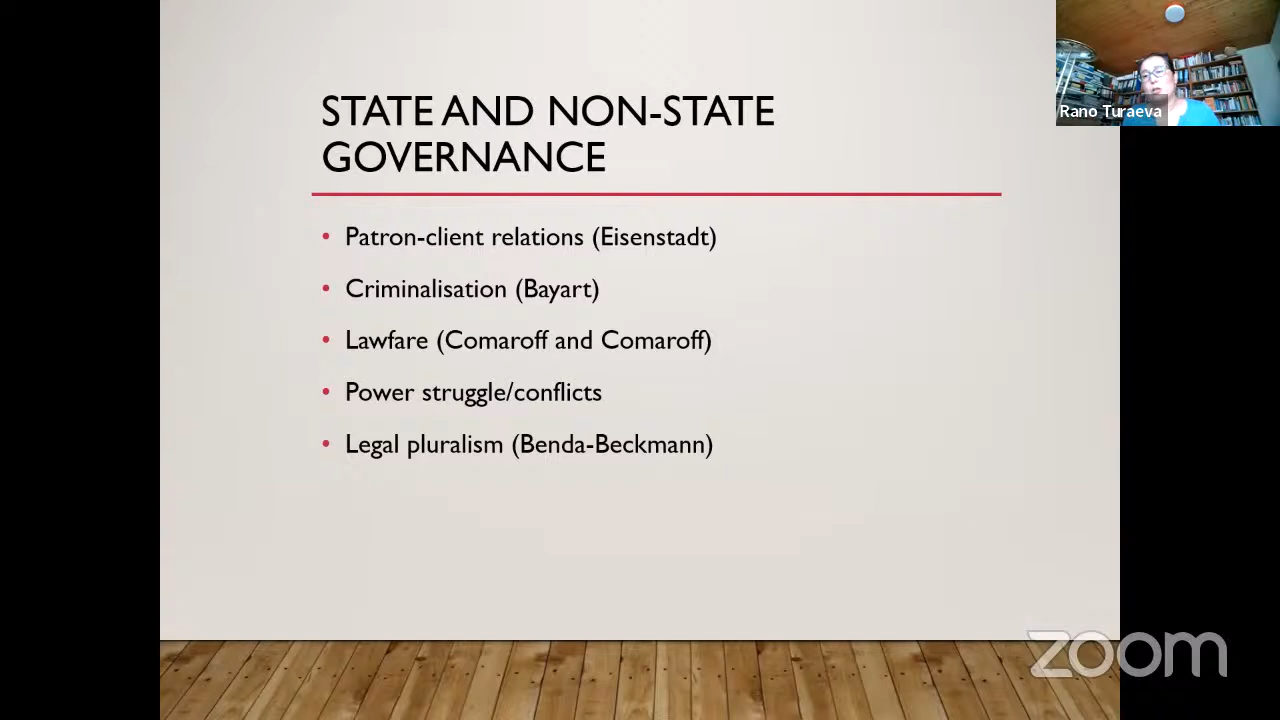 STATE AND NON-STATE
GOVERNANCE
• Patron-client relations (Eisenstadt)
• Criminalisation (Bayart)
• Lawfare (Comaroff and Comaroff)
• Power struggle/conflicts
• Legal pluralism (Benda-Beckmann)
Rano Turaeva
zoom